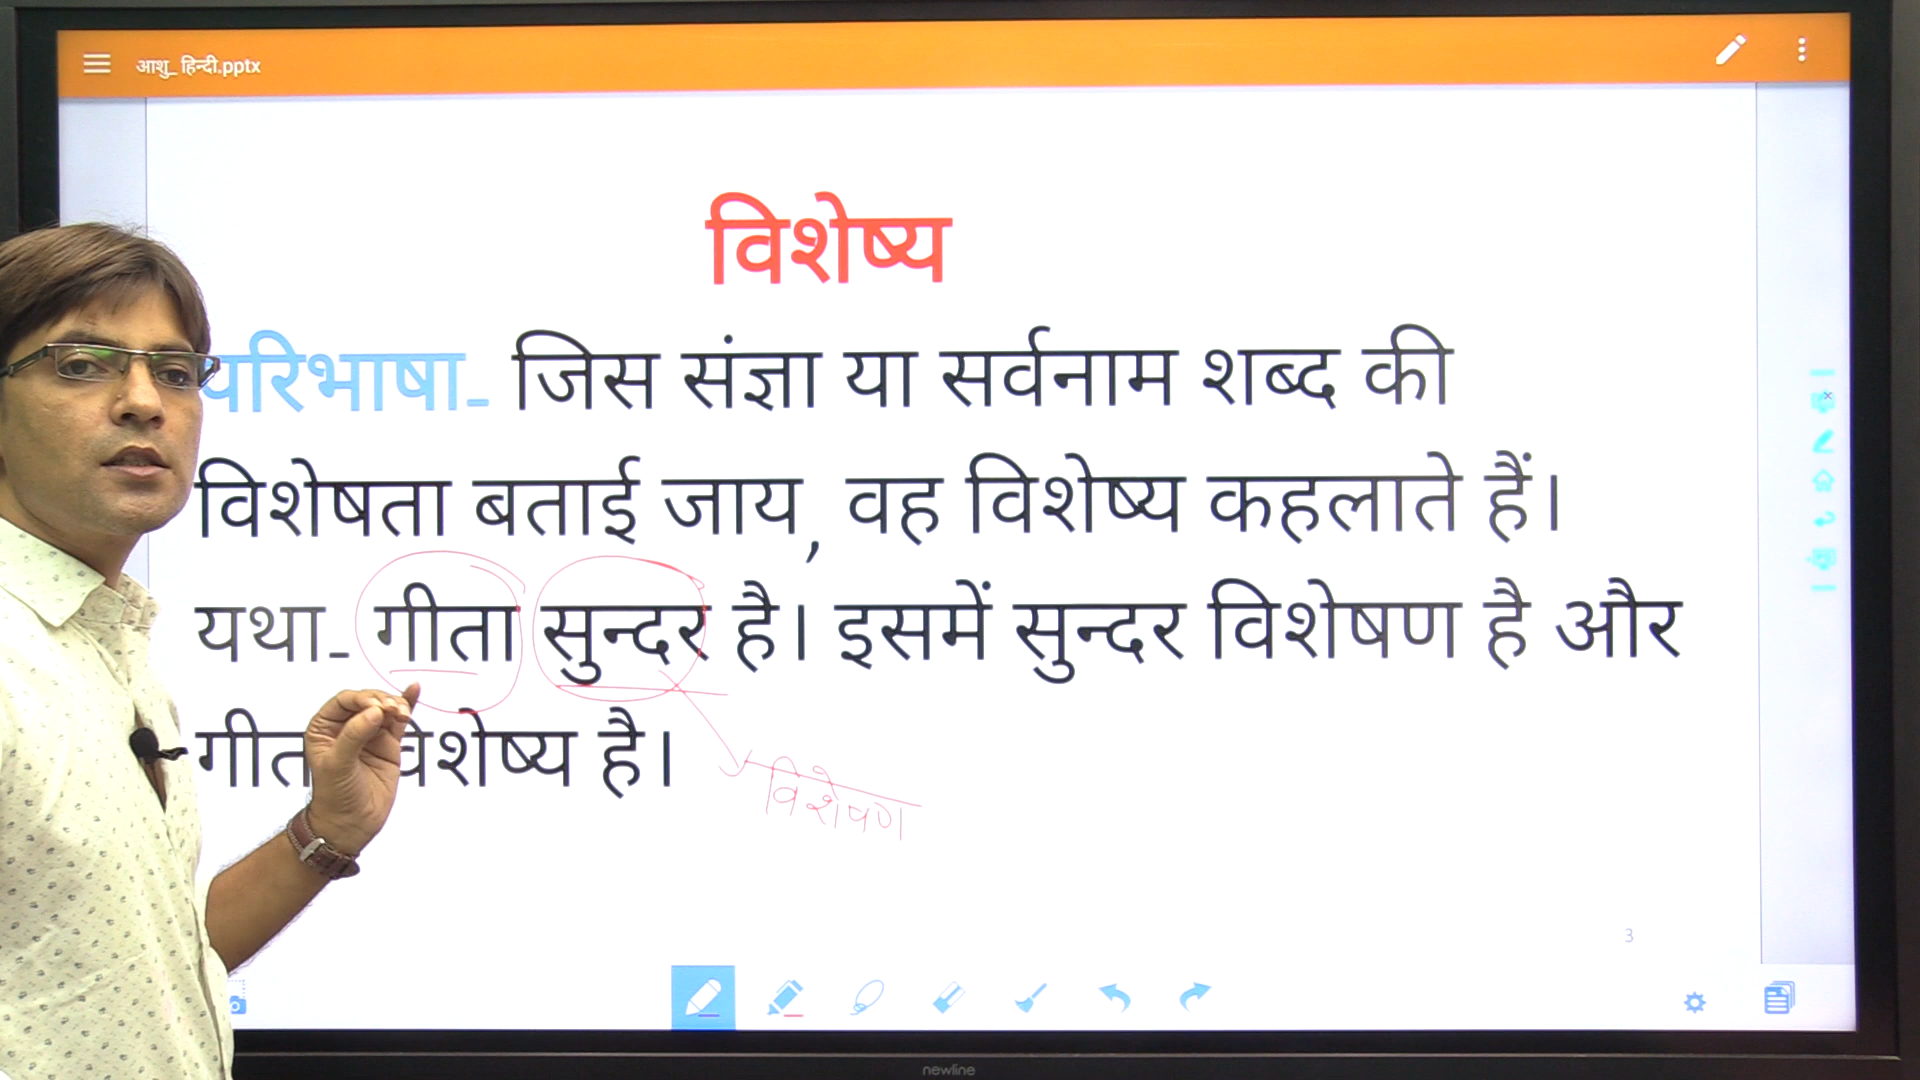 आशु_ हिन्दी.pptx
विशेष्य
परिभाषा- जिस संज्ञा या सर्वनाम शब्द की
विशेषता बताई जाय, वह विशेष्य कहलाते हैं।
यथा- गीता सुन्दर है। इसमें सुन्दर विशेषण है और
गीता विशेष्य है।
विशेषण
3
newline